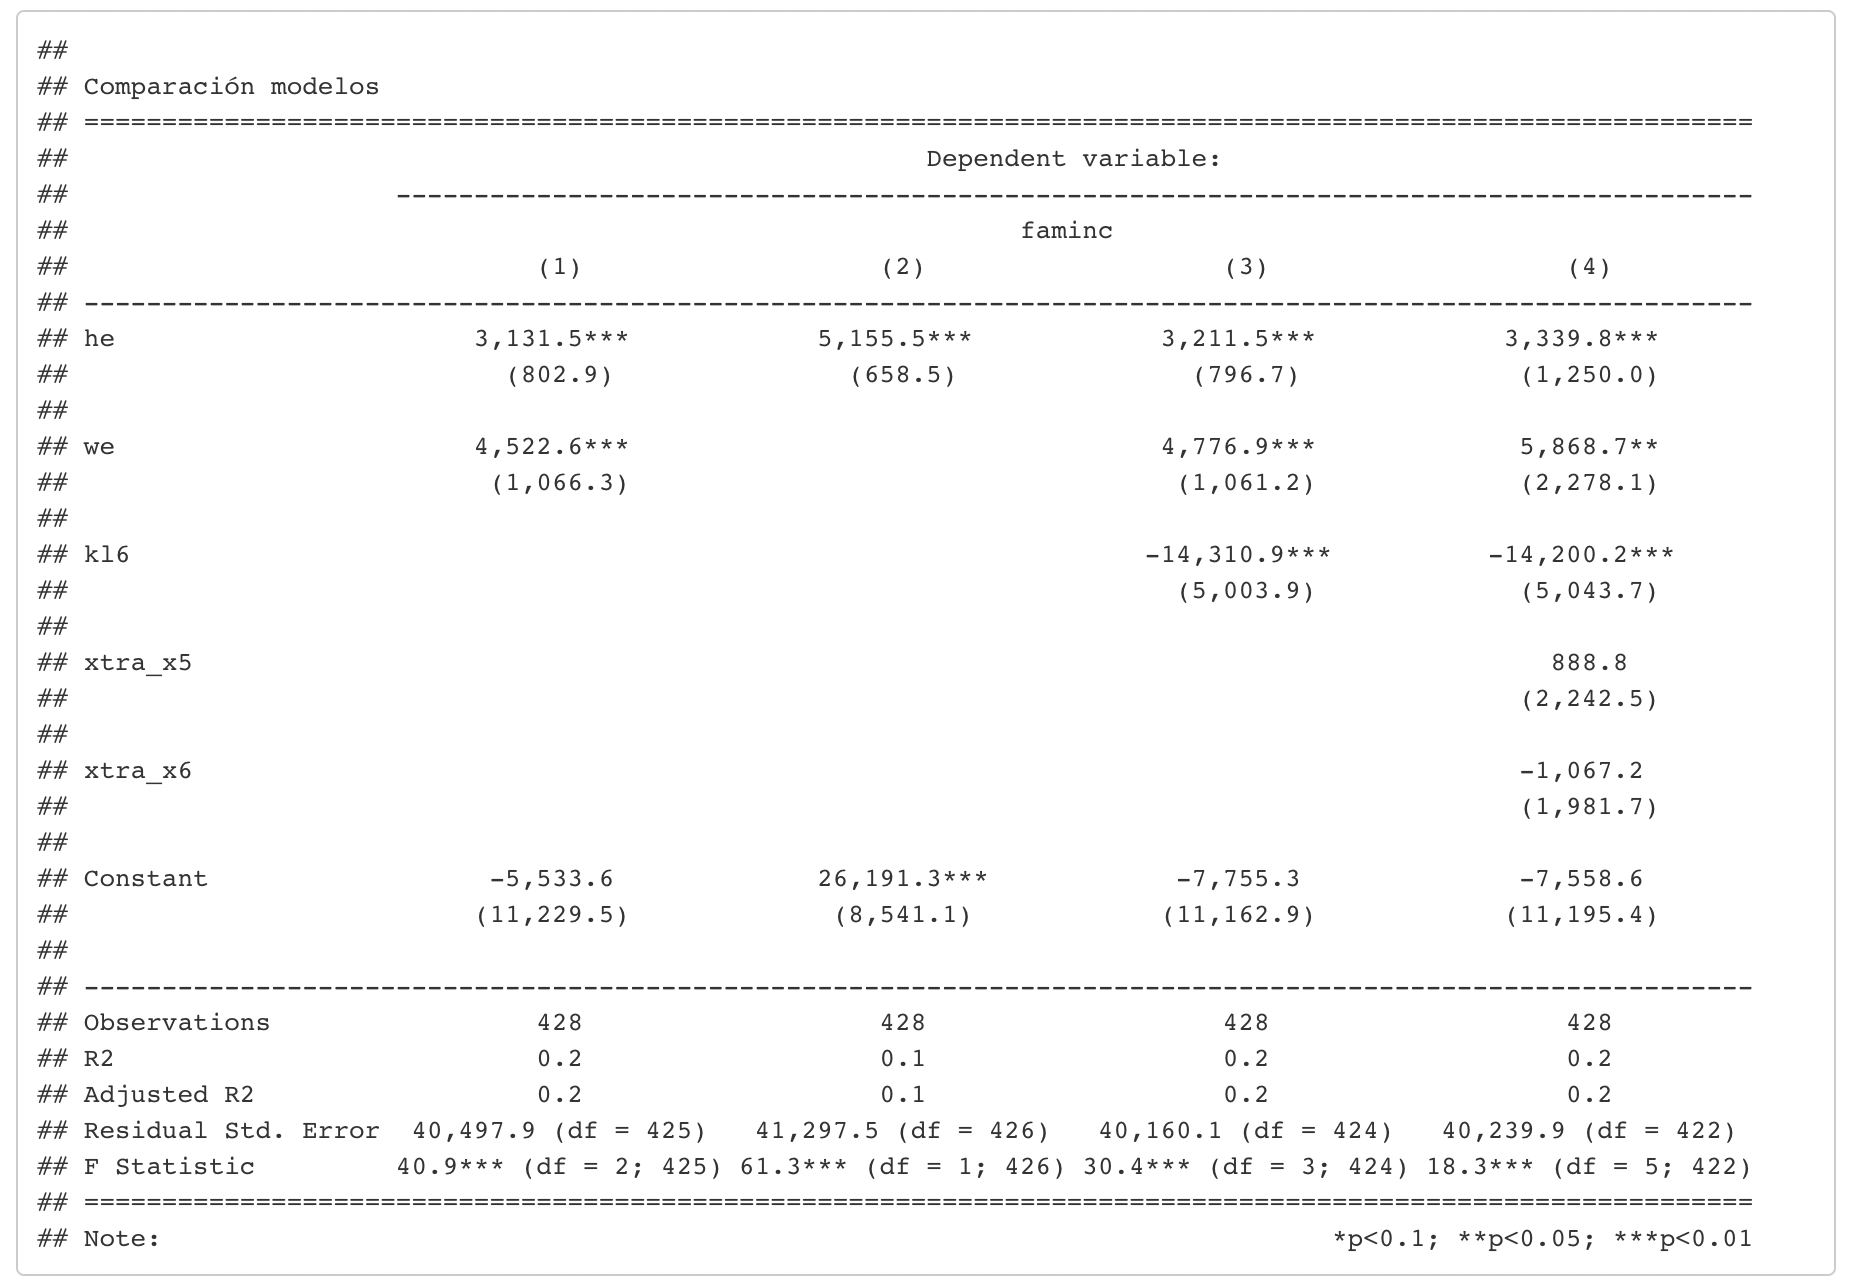 ##
## Comparación modelos
## ===========================================================================================================
##                                                      Dependent variable:
##                     ---------------------------------------------------------------------------------------
##                                                            faminc
##                              (1)                   (2)                   (3)                   (4)
## -----------------------------------------------------------------------------------------------------------
## he                       3,131.5***            5,155.5***            3,211.5***            3,339.8***
##                            (802.9)               (658.5)               (796.7)              (1,250.0)
##
## we                       4,522.6***                                  4,776.9***             5,868.7**
##                           (1,066.3)                                   (1,061.2)             (2,278.1)
##
## kl6                                                                 -14,310.9***          -14,200.2***
##                                                                       (5,003.9)             (5,043.7)
##
## xtra_x5                                                                                       888.8
##                                                                                             (2,242.5)
##
## xtra_x6                                                                                     -1,067.2
##                                                                                             (1,981.7)
##
## Constant                  -5,533.6             26,191.3***            -7,755.3              -7,558.6
##                          (11,229.5)             (8,541.1)            (11,162.9)            (11,195.4)
##
## -----------------------------------------------------------------------------------------------------------
## Observations                 428                   428                   428                   428
## R2                           0.2                   0.1                   0.2                   0.2
## Adjusted R2                  0.2                   0.1                   0.2                   0.2
## Residual Std. Error  40,497.9 (df = 425)   41,297.5 (df = 426)   40,160.1 (df = 424)   40,239.9 (df = 422)
## F Statistic         40.9*** (df = 2; 425) 61.3*** (df = 1; 426) 30.4*** (df = 3; 424) 18.3*** (df = 5; 422)
## ===========================================================================================================
## Note:                                                                           *p<0.1; **p<0.05; ***p<0.01